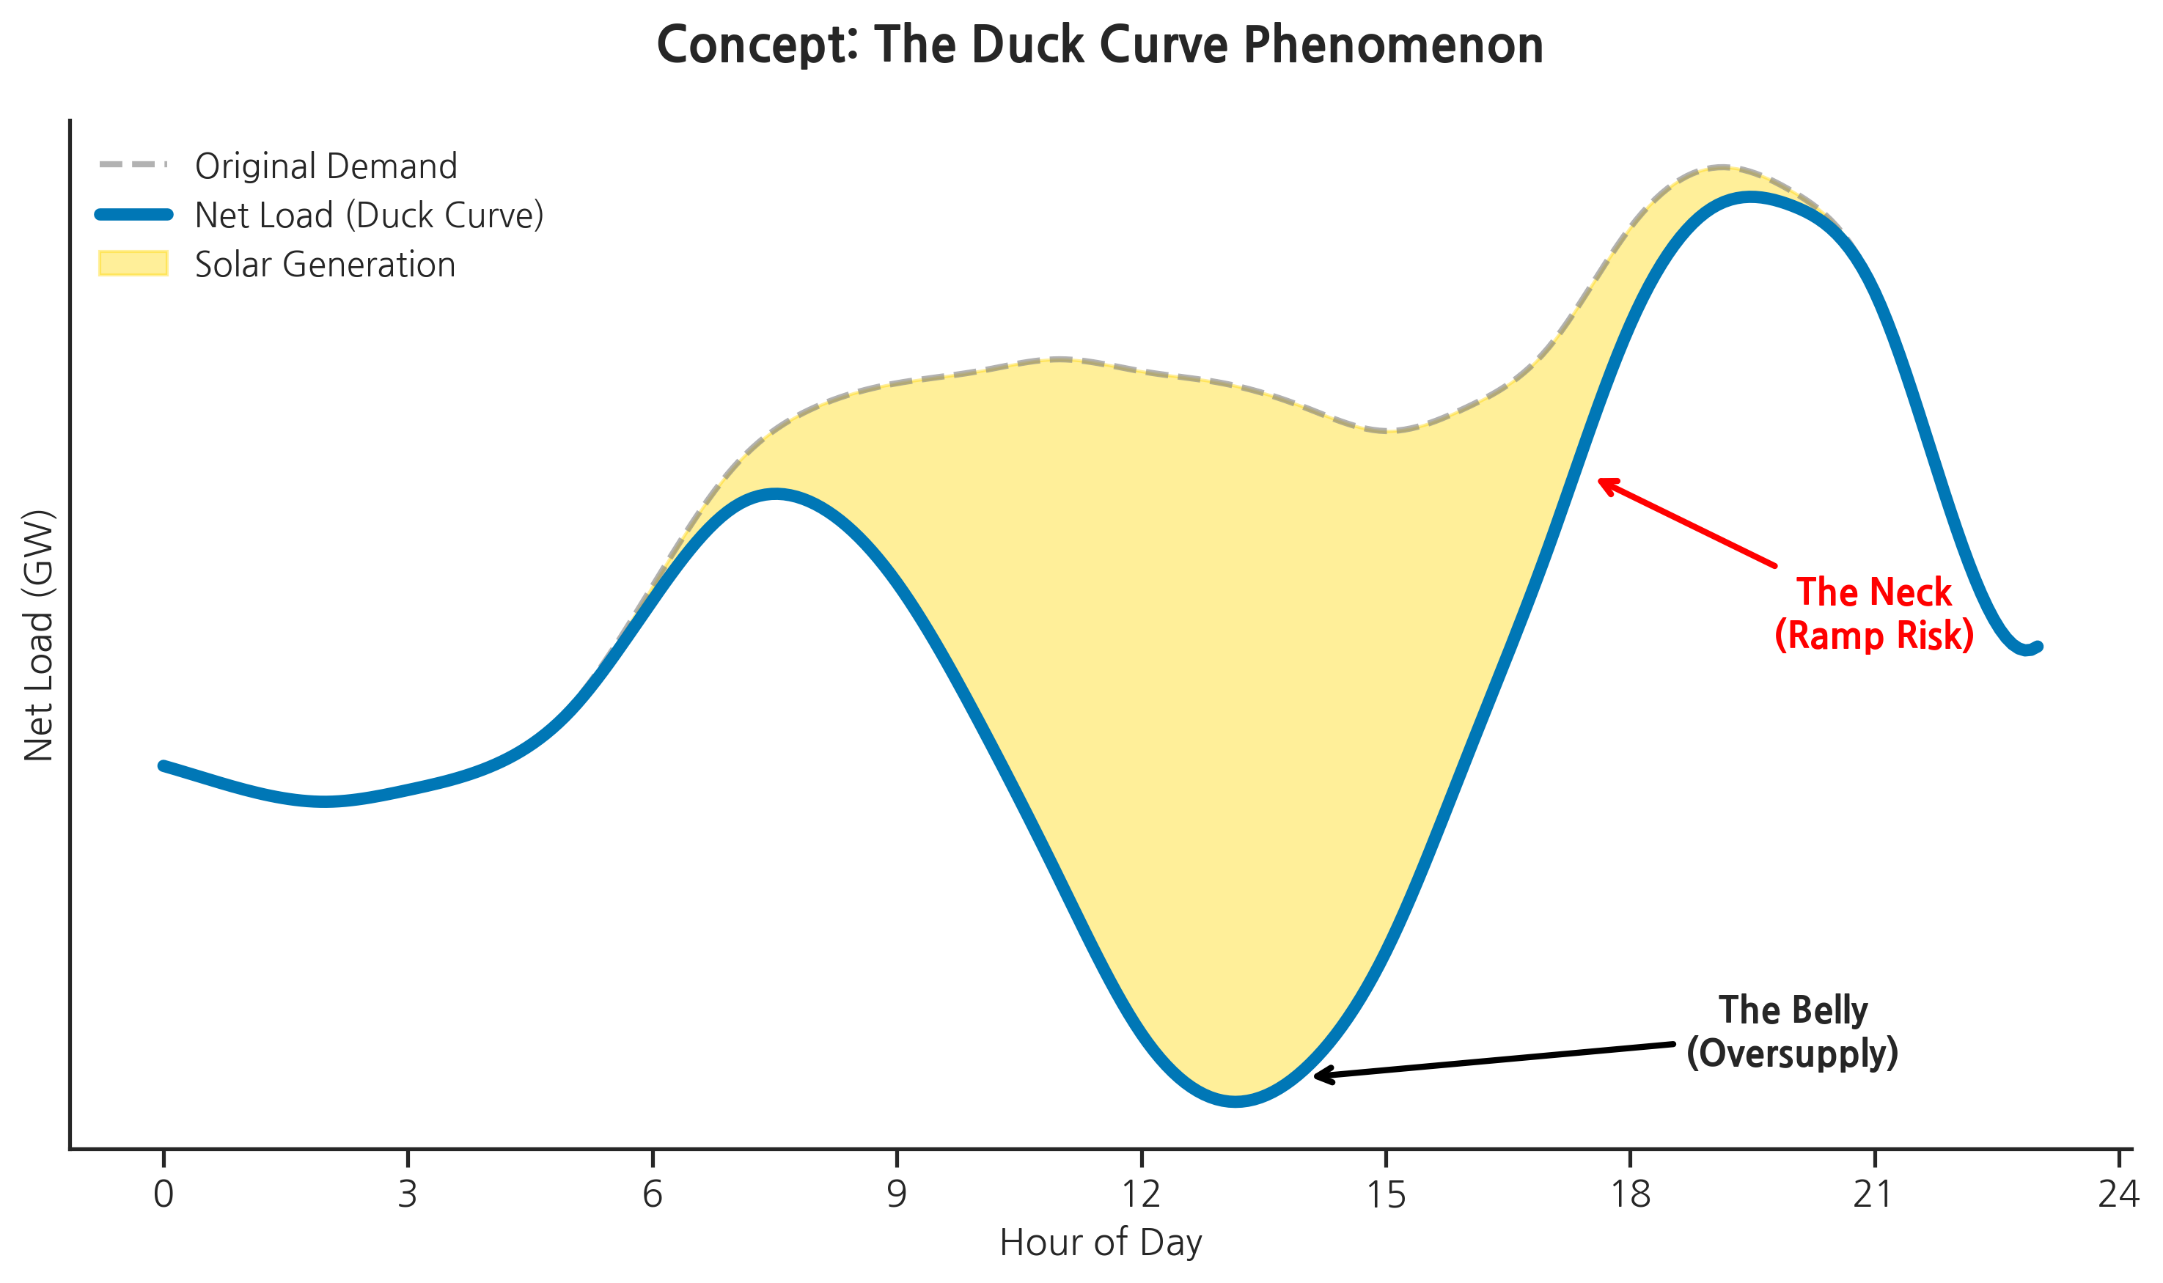 Concept: The Duck Curve Phenomenon
Original Demand
Net Load (Duck Curve)
Solar Generation
Net Load (GW)
The Neck
(Ramp Risk)
The Belly
(Oversupply)
0 3 6 9 12 15 18 21 24
Hour of Day